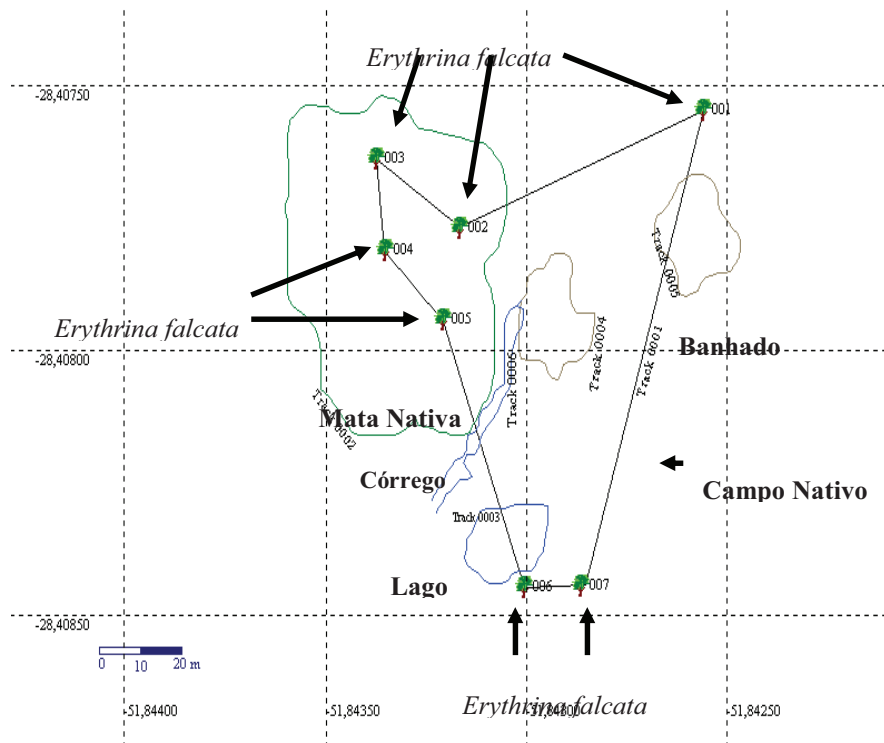 Erythrina falcata
-28,40750
001
003
002
004
Track 0005
005
Erythrina falcata
Banhado
-28,40800
Track 0004
Track 0001
Track 0006
Mata Nativa
Track 0002
Córrego
Campo Nativo
Track 0003
Lago
006
007
-28,40850
0 10 20 m
Erythrina falcata
-51,84400
-51,84350
-51,84300
-51,84250